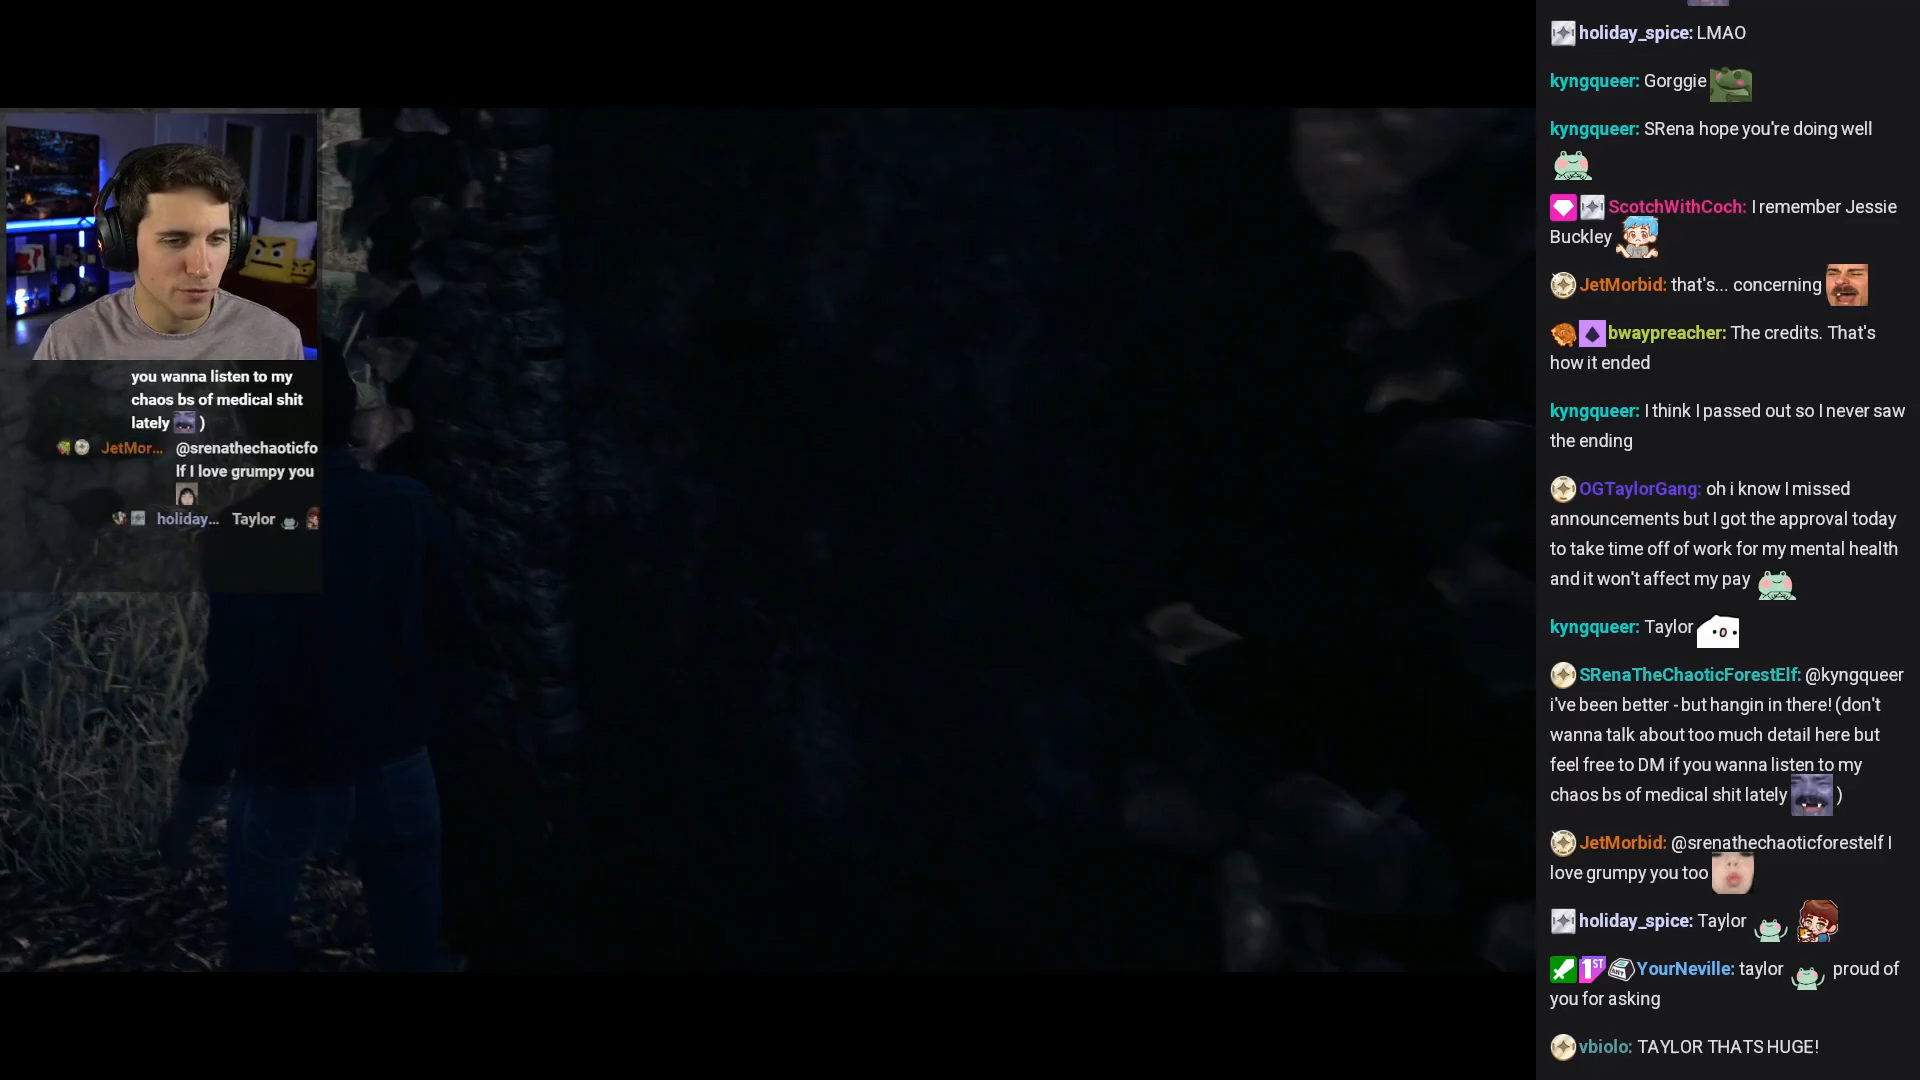 you wanna listen to my
chaos bs of medical shit
lately )
JetMor... @srenathechaoticfo
lf I love grumpy you
holiday... Taylor
holiday_spice: LMAO
kyngqueer: Gorggie
kyngqueer: SRena hope you're doing well
ScotchWithCoch: I remember Jessie
Buckley
JetMorbid: that's... concerning
bwaypreacher: The credits. That's
how it ended
kyngqueer: I think I passed out so I never saw
the ending
OGTaylorGang: oh i know I missed
announcements but I got the approval today
to take time off of work for my mental health
and it won't affect my pay
kyngqueer: Taylor
SRenaTheChaoticForestElf: @kyngqueer
i've been better - but hangin in there! (don't
wanna talk about too much detail here but
feel free to DM if you wanna listen to my
chaos bs of medical shit lately )
JetMorbid: @srenathechaoticforestelf I
love grumpy you too
holiday_spice: Taylor
1ST YourNeville: taylor proud of
you for asking
vbiolo: TAYLOR THATS HUGE!